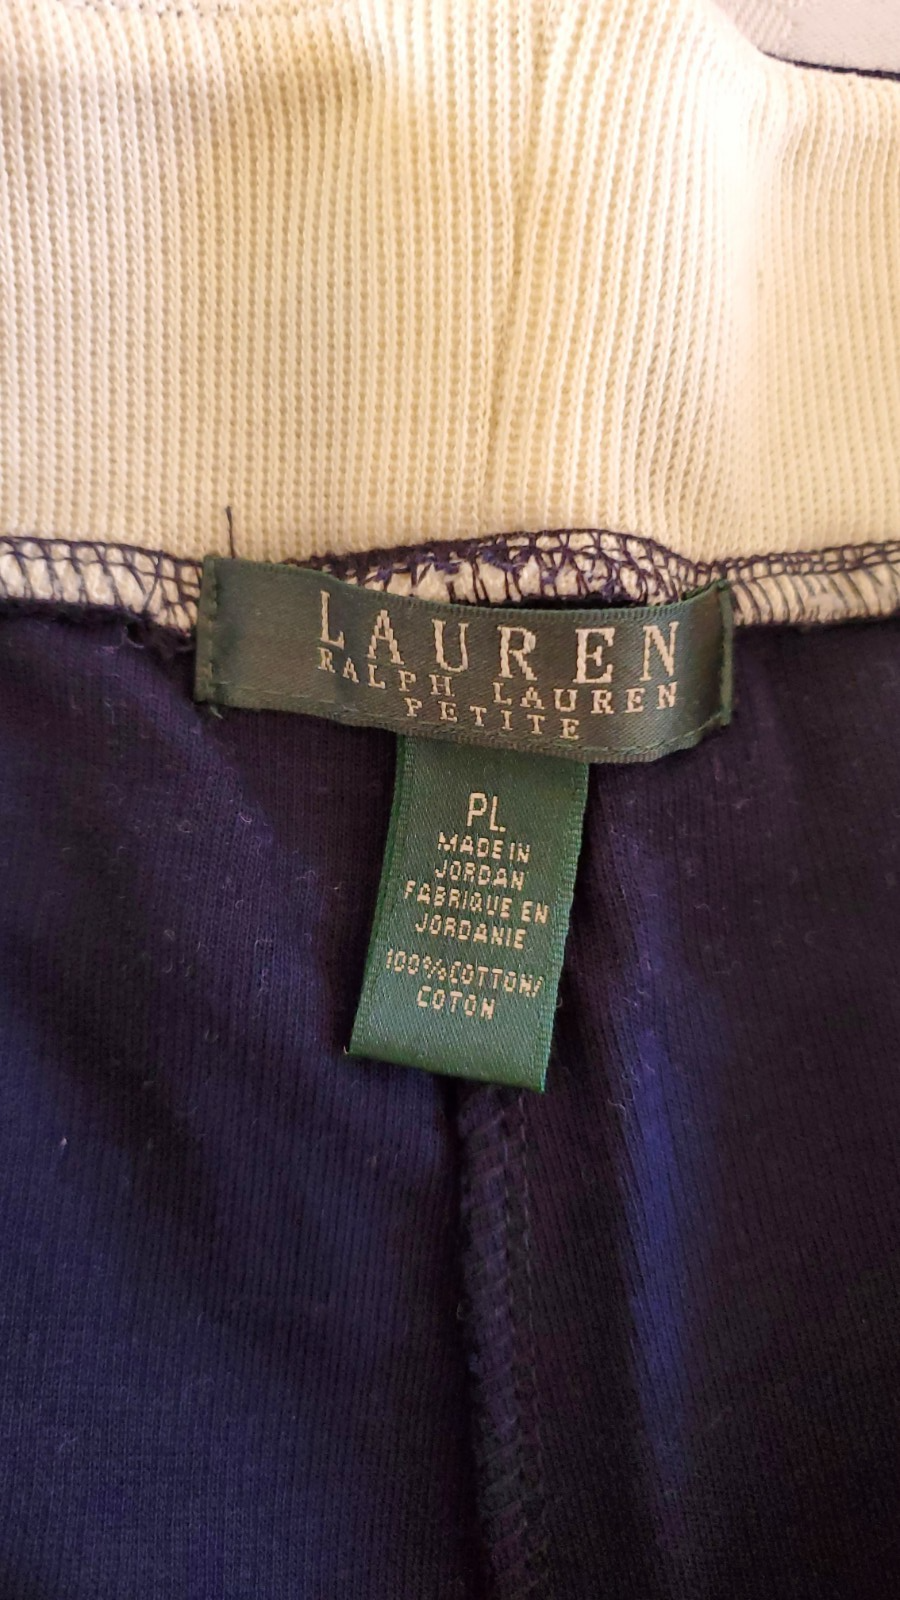 LAUREN
RALPH LAUREN
PETITE
PL
MADE IN
JORDAN
FABRIQUE EN
JORDANIE
100% COTTON/
COTON